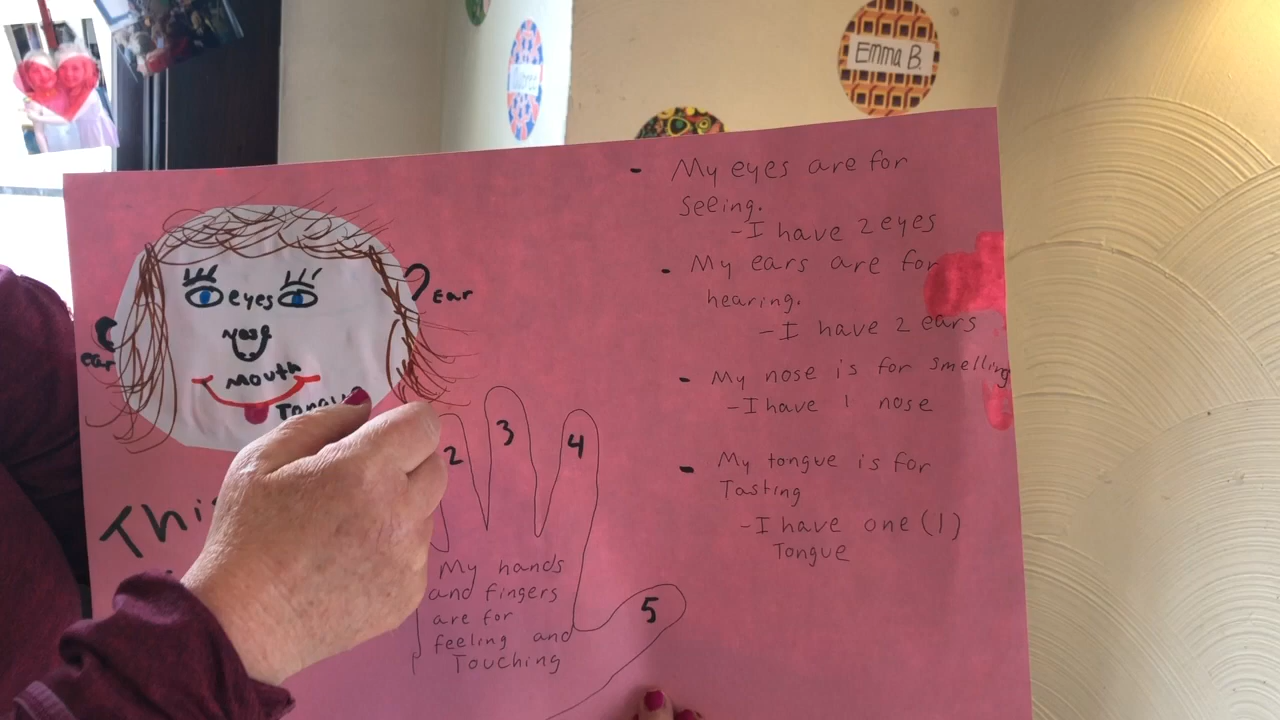 Emma B.
- My eyes are for
seeing.
-I have 2 eyes
- My ears are for
hearing.
-I have 2 ears
- My nose is for smelling
-I have 1 nose
- My tongue is for
Tasting
-I have one (1)
Tongue
eyes
nose
mouth
Tongue
ear
Ear
2
3
4
5
My hands
and fingers
are for
feeling and
Touching